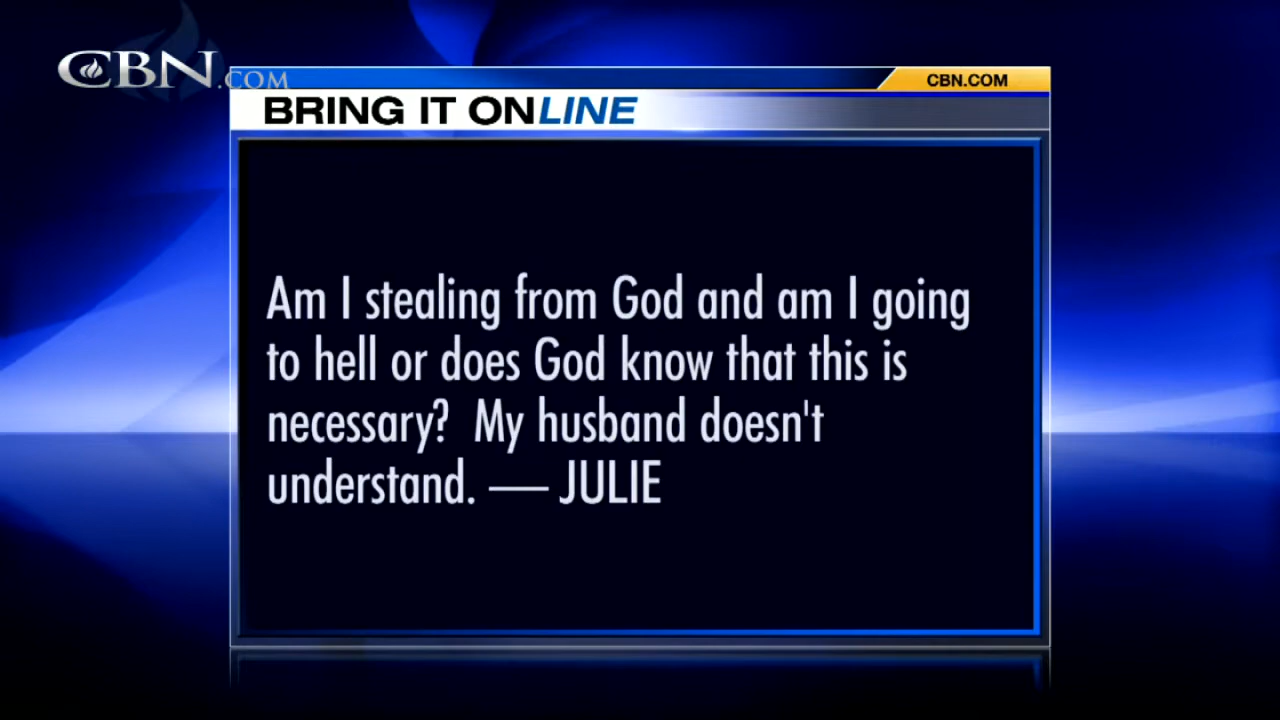 CBN.COM
CBN.COM
BRING IT ONLINE
Am I stealing from God and am I going
to hell or does God know that this is
necessary?  My husband doesn't
understand. — JULIE